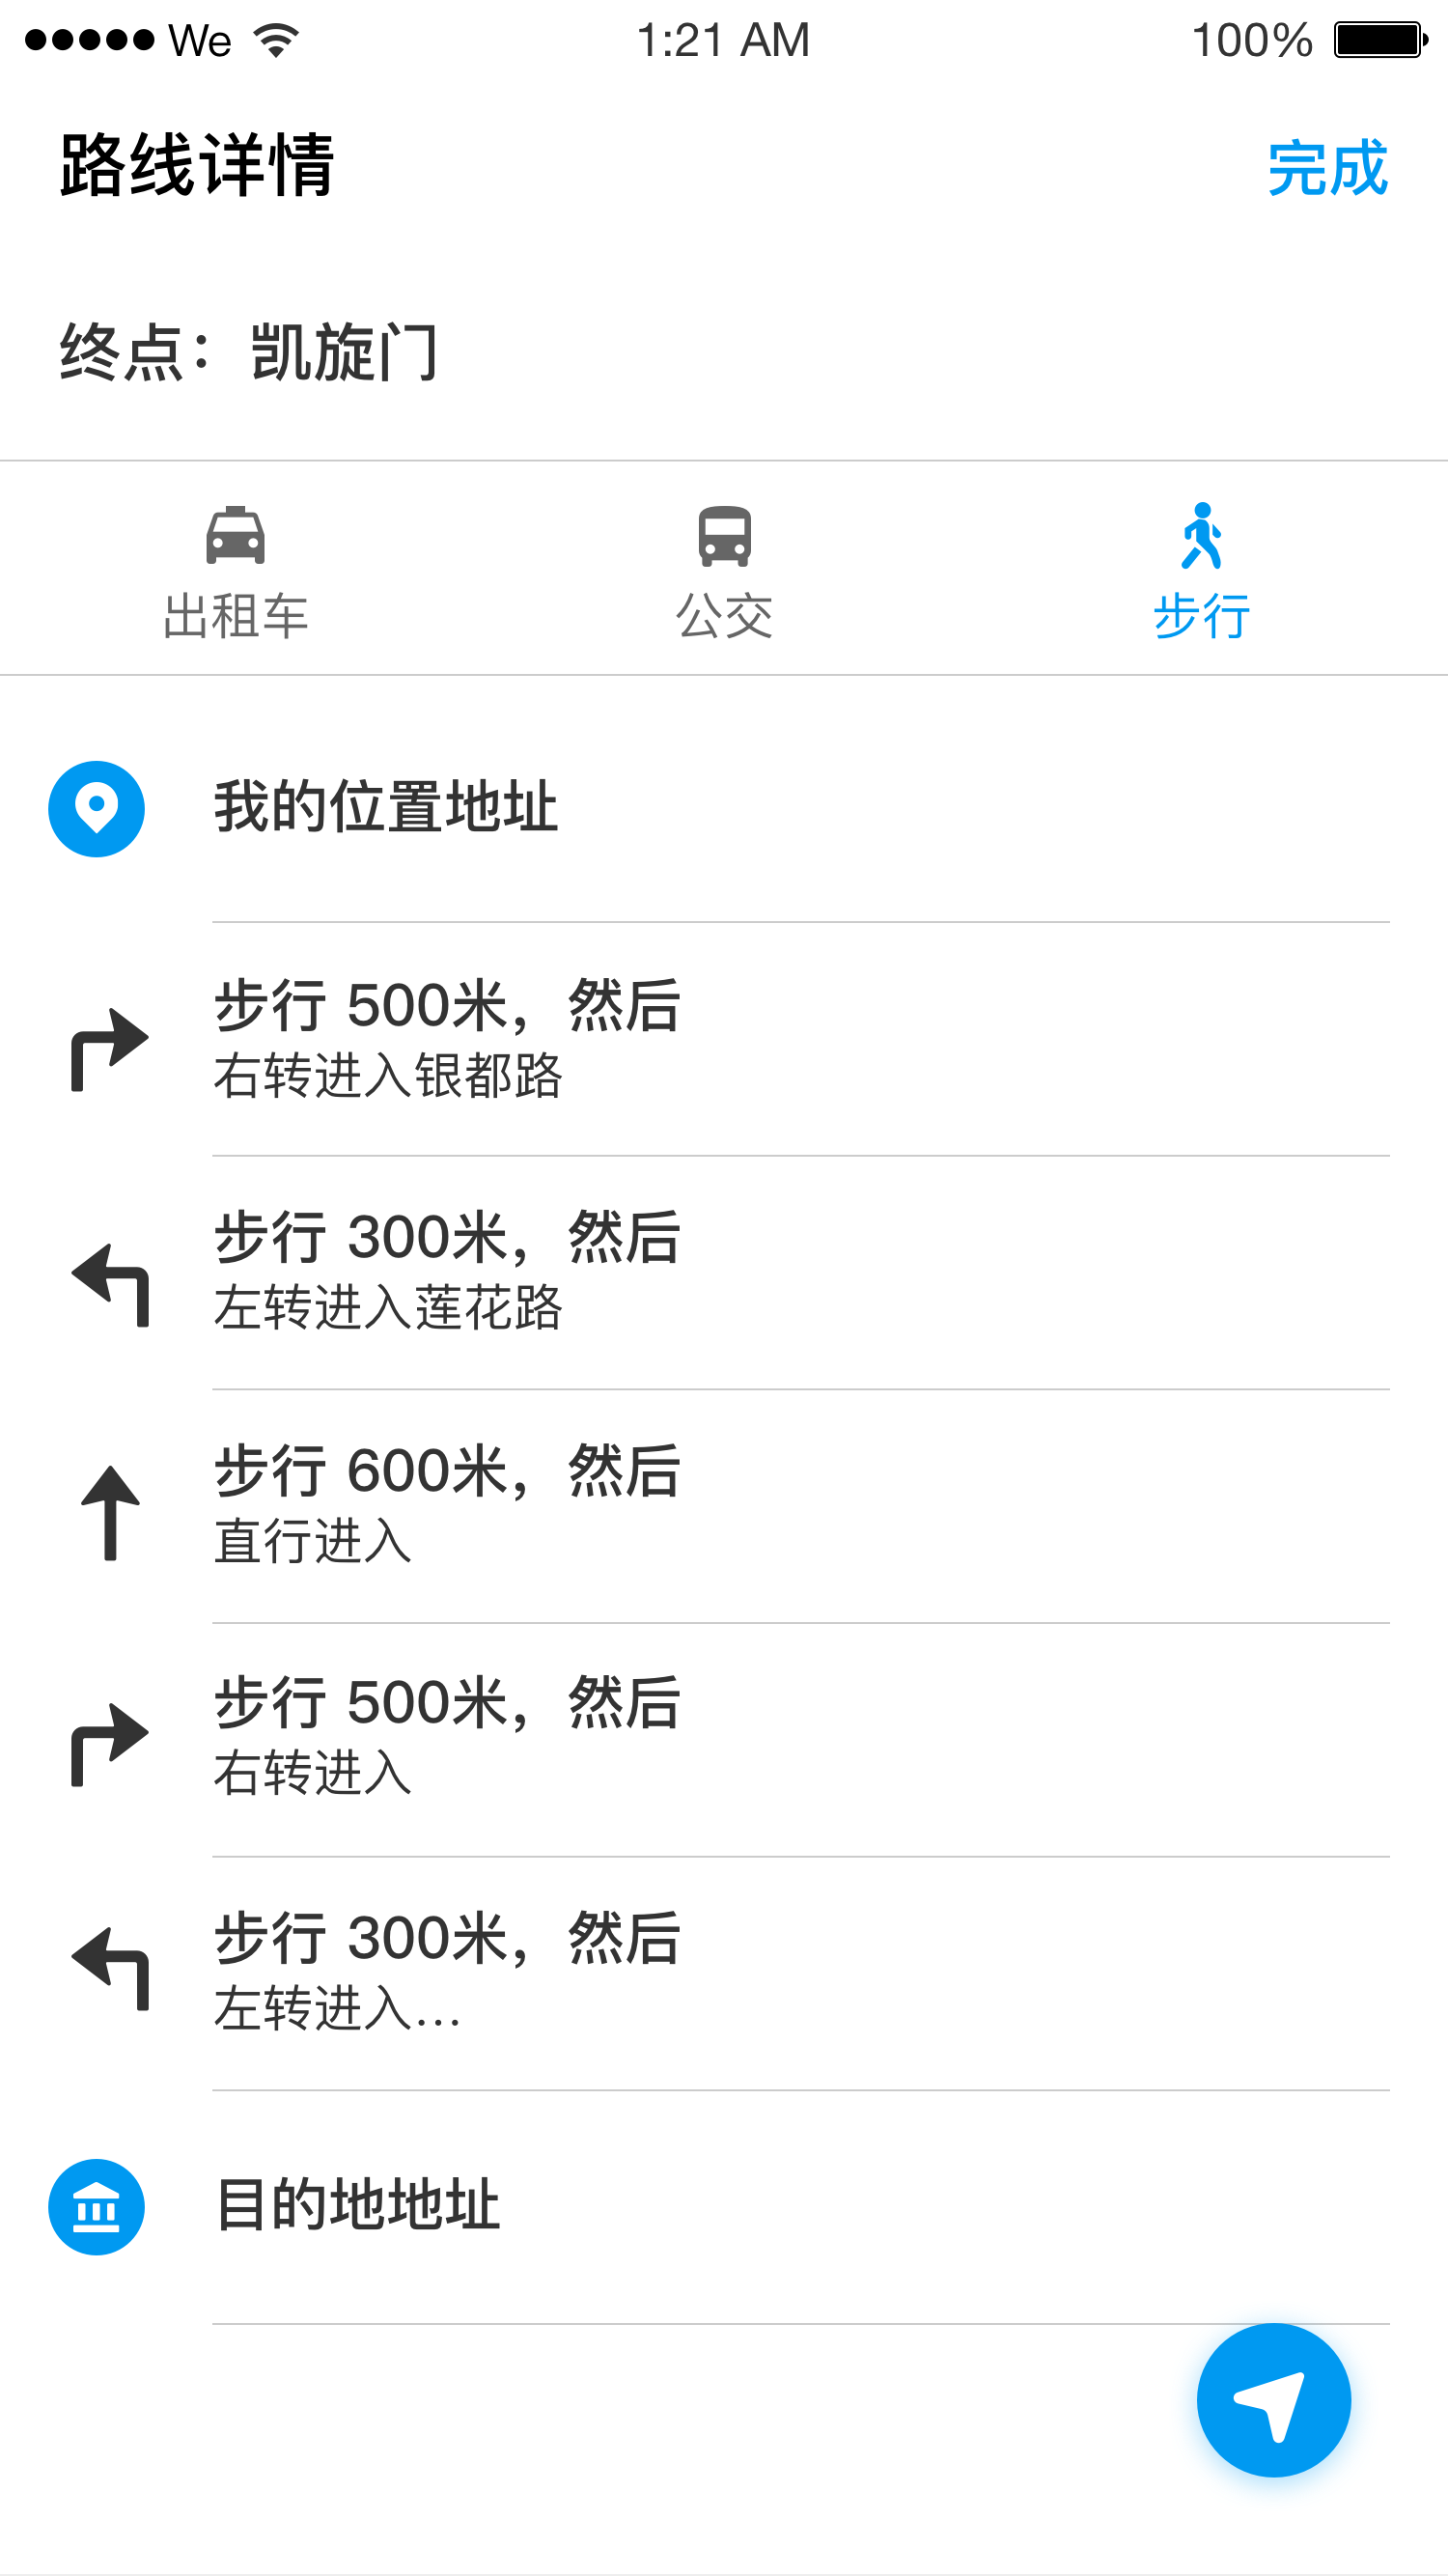 We 1:21 AM 100%
路线详情 完成
终点：凯旋门
出租车 公交 步行
我的位置地址
步行 500米，然后
右转进入银都路
步行 300米，然后
左转进入莲花路
步行 600米，然后
直行进入
步行 500米，然后
右转进入
步行 300米，然后
左转进入…
目的地地址